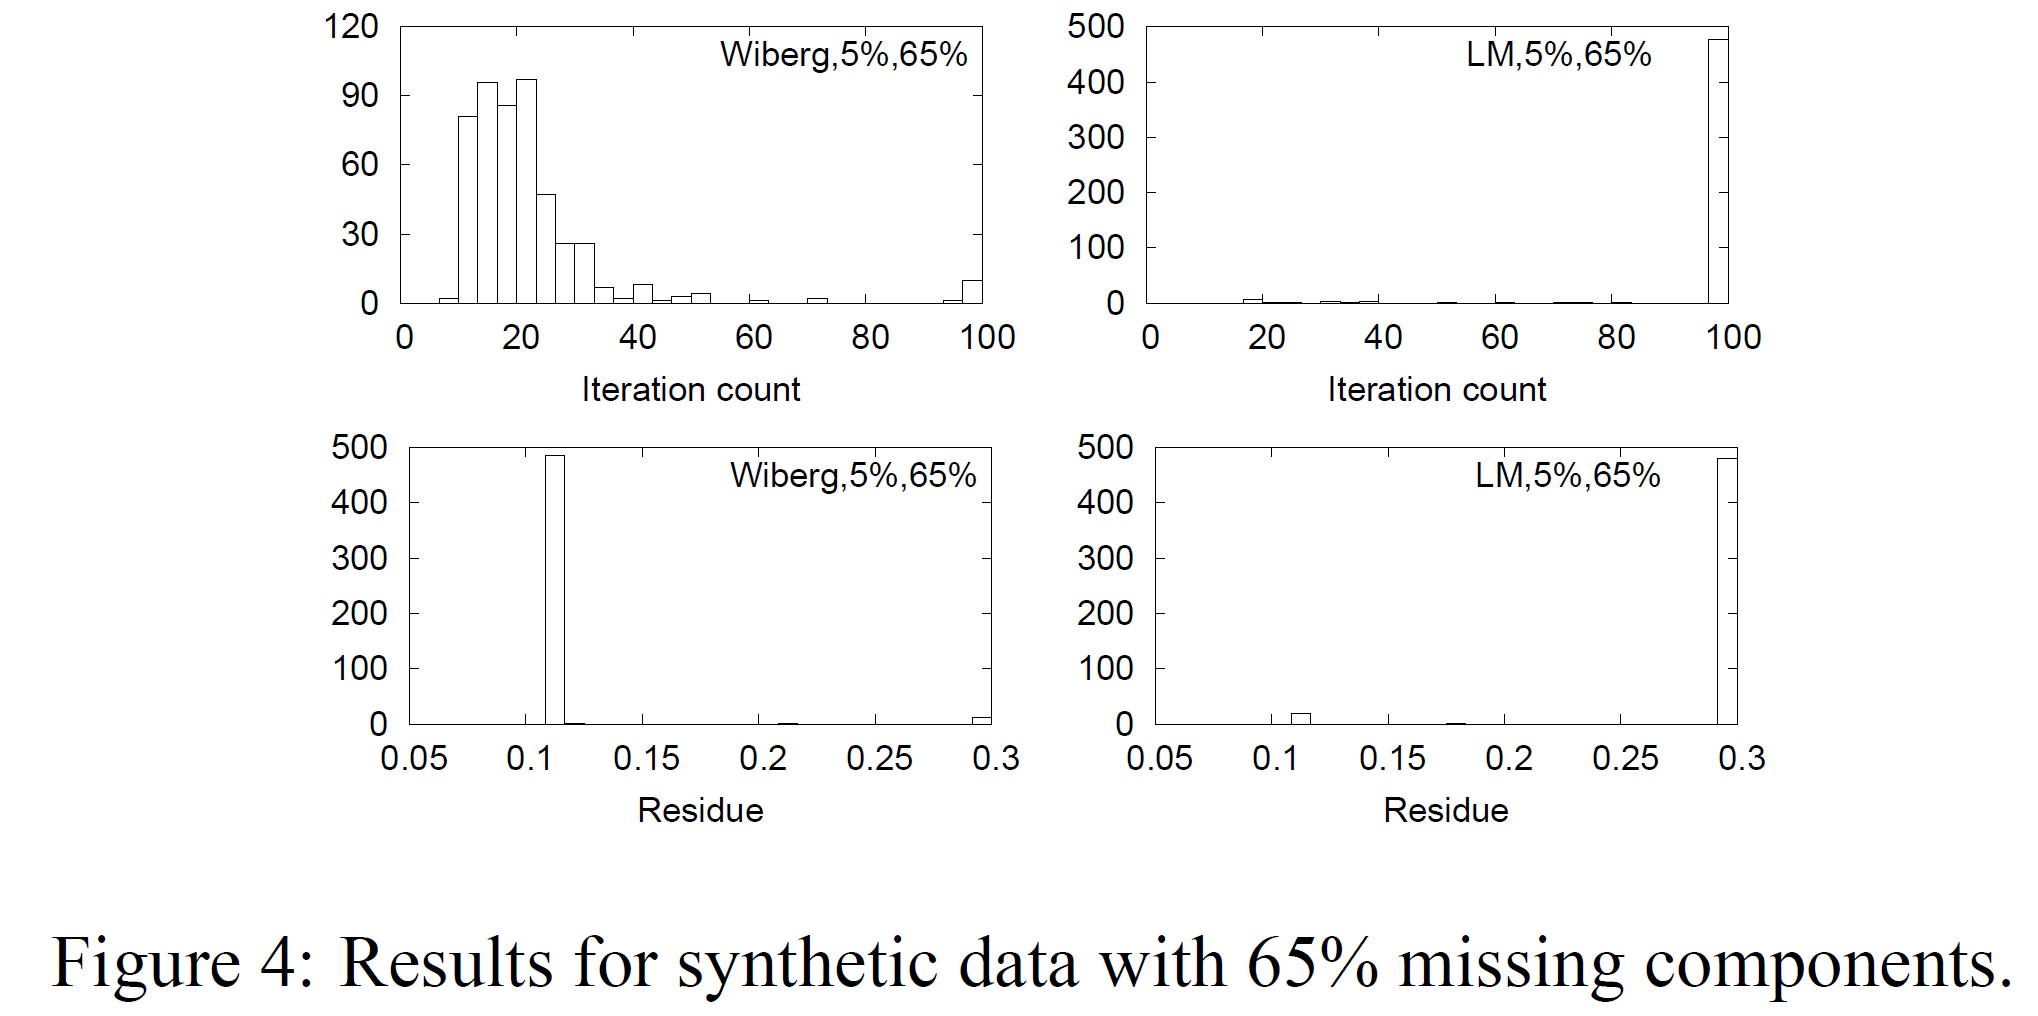 120
90
60
30
0
Wiberg,5%,65%
0 20 40 60 80 100
Iteration count
500
400
300
200
100
0
LM,5%,65%
0 20 40 60 80 100
Iteration count
500
400
300
200
100
0
Wiberg,5%,65%
0.05 0.1 0.15 0.2 0.25 0.3
Residue
500
400
300
200
100
0
LM,5%,65%
0.05 0.1 0.15 0.2 0.25 0.3
Residue
Figure 4: Results for synthetic data with 65% missing components.